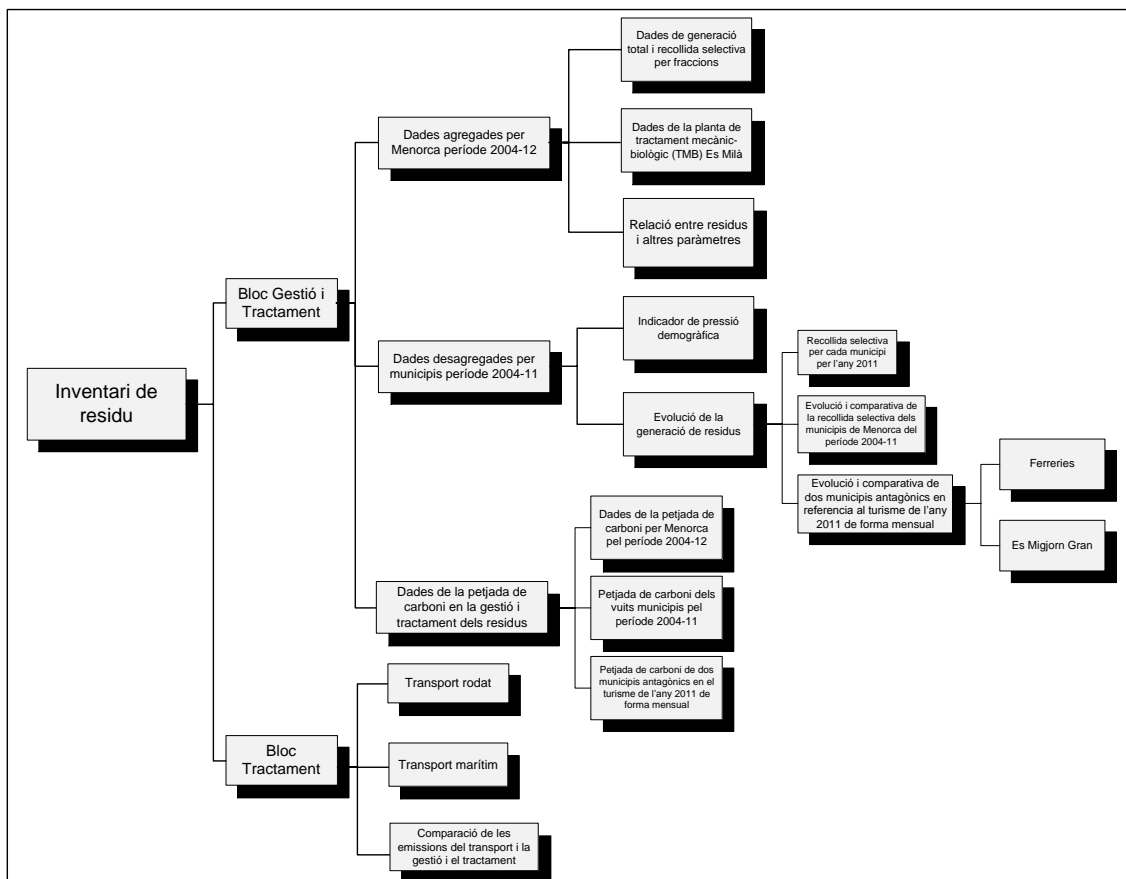 Inventari de
residu
Bloc Gestió i
Tractament
Dades agregades per
Menorca període 2004-12
Dades de generació
total i recollida selectiva
per fraccions
Dades de la planta de
tractament mecànic-
biològic (TMB) Es Milà
Relació entre residus
i altres paràmetres
Dades desagregades per
municipis període 2004-11
Indicador de pressió
demogràfica
Evolució de la
generació de residus
Recollida selectiva
per cada municipi
per l'any 2011
Evolució i comparativa de
la recollida selectiva dels
municipis de Menorca del
període 2004-11
Evolució i comparativa de
dos municipis antagònics en
referencia al turisme de l'any
2011 de forma mensual
Ferreries
Es Migjorn Gran
Dades de la petjada de
carboni en la gestió i
tractament dels residus
Dades de la petjada de
carboni per Menorca
pel període 2004-12
Petjada de carboni dels
vuits municipis pel
període 2004-11
Petjada de carboni de dos
municipis antagònics en el
turisme de l'any 2011 de
forma mensual
Bloc
Tractament
Transport rodat
Transport marítim
Comparació de les
emissions del transport i la
gestió i el tractament